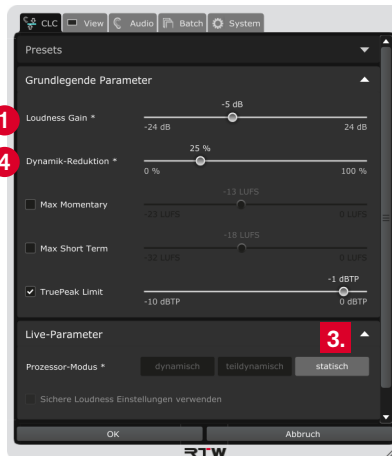 CLC View Audio Batch System
Presets
Grundlegende Parameter
-5 dB
1 Loudness Gain *
-24 dB 24 dB
25 %
4 Dynamik-Reduktion *
0 % 100 %
-13 LUFS
Max Momentary
-23 LUFS 0 LUFS
-18 LUFS
Max Short Term
-22 LUFS 0 LUFS
-1 dBTP
TruePeak Limit
-10 dBTP 0 dBTP
Live-Parameter 3.
Prozessor-Modus * dynamisch teildynamisch statisch
Sichere Loudness Einstellungen verwenden
OK Abbruch
RTW